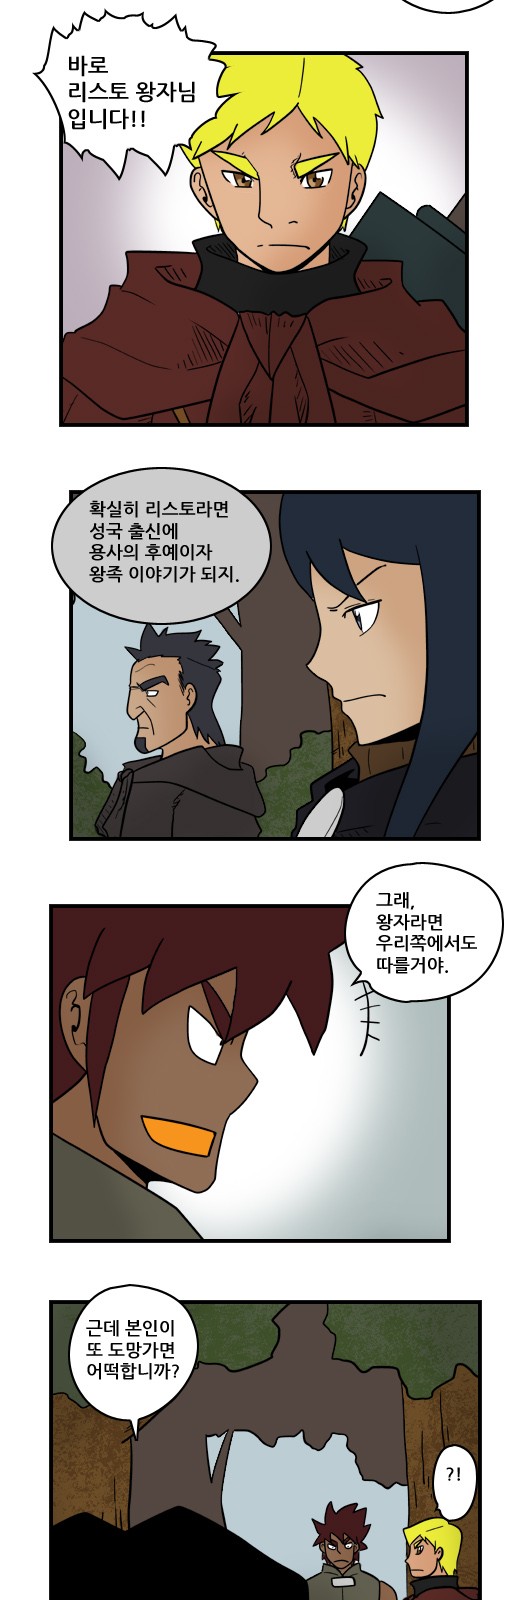 바로
리스토 왕자님
입니다!!
확실히 리스토라면
성국 출신에
용사의 후예이자
왕족 이야기가 되지.
그래,
왕자라면
우리쪽에서도
따를거야.
근데 본인이
또 도망가면
어떡합니까?
?!